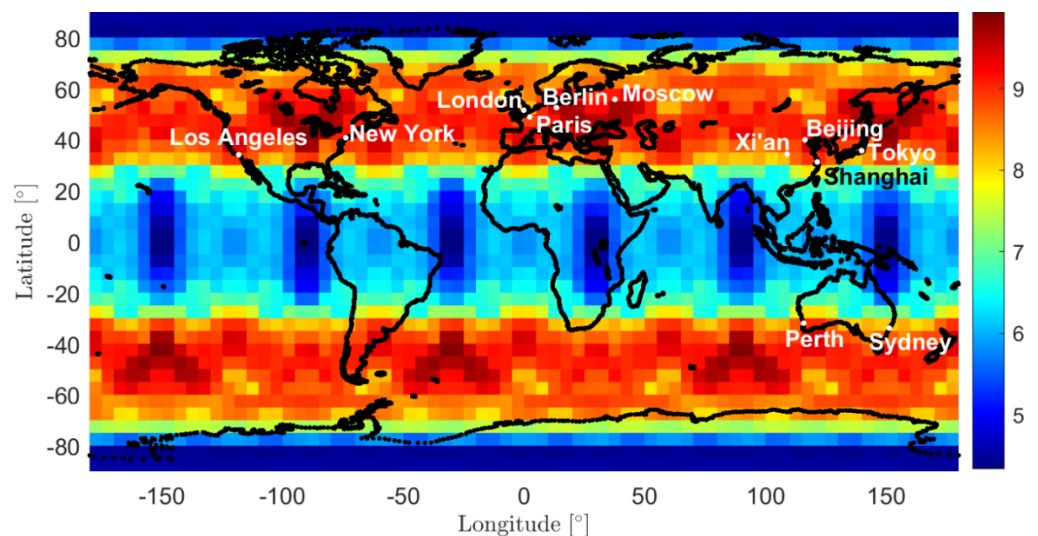 80
60
40
20
0
-20
-40
-60
-80
Latitude [°]
London
Berlin
Moscow
Paris
Los Angeles
New York
Xi'an
Beijing
Tokyo
Shanghai
Perth
Sydney
-150
-100
-50
0
50
100
150
Longitude [°]
9
8
7
6
5